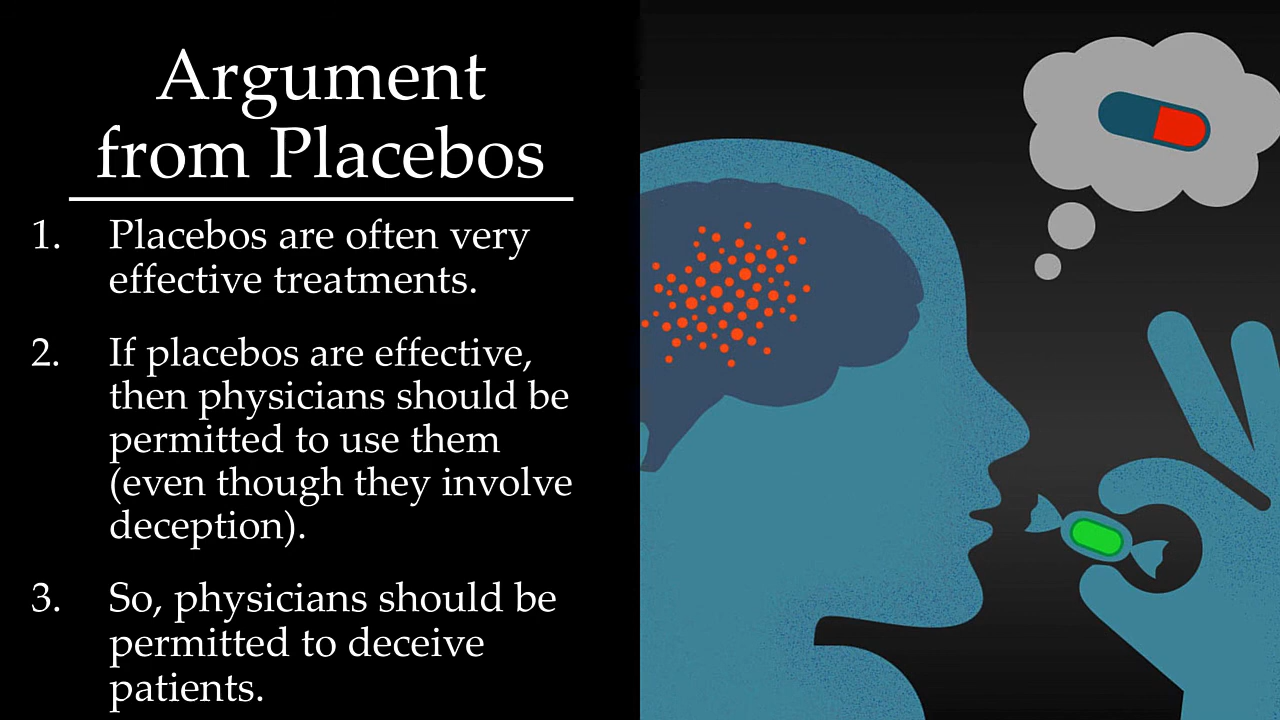 Argument
from Placebos
1. Placebos are often very
effective treatments.
2. If placebos are effective,
then physicians should be
permitted to use them
(even though they involve
deception).
3. So, physicians should be
permitted to deceive
patients.